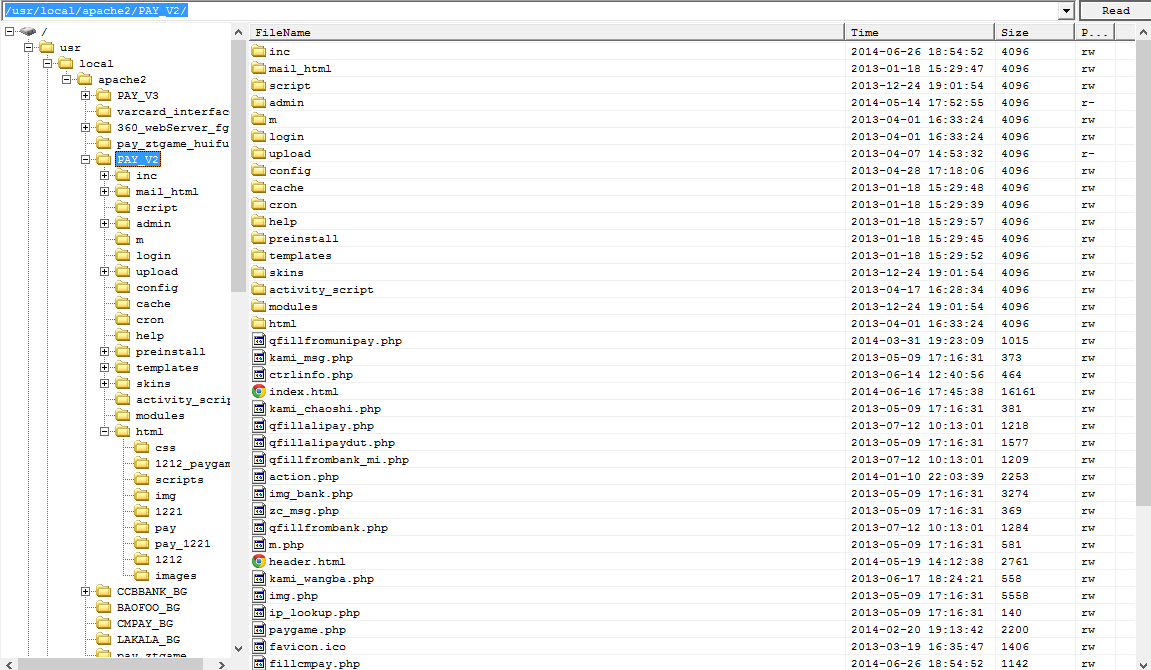 /usr/local/apache2/PAY_V2/
Read
/
usr
local
apache2
PAY_V3
varcard_interfac
360_webServer_fg
pay_ztgame_huifu
PAY_V2
inc
mail_html
script
admin
m
login
upload
config
cache
cron
help
preinstall
templates
skins
activity_scrip
modules
html
css
1212_paygam
scripts
img
1221
pay
pay_1221
1212
images
CCBBANK_BG
BAOFOO_BG
CMPAY_BG
LAKALA_BG
pay_ztgame
FileName Time Size P...
inc 2014-06-26 18:54:52 4096 rw
mail_html 2013-01-18 15:29:47 4096 rw
script 2013-12-24 19:01:54 4096 rw
admin 2014-05-14 17:52:55 4096 r-
m 2013-04-01 16:33:24 4096 rw
login 2013-04-01 16:33:24 4096 rw
upload 2013-04-07 14:53:32 4096 r-
config 2013-04-28 17:18:06 4096 rw
cache 2013-01-18 15:29:48 4096 rw
cron 2013-01-18 15:29:39 4096 rw
help 2013-01-18 15:29:57 4096 rw
preinstall 2013-01-18 15:29:45 4096 rw
templates 2013-01-18 15:29:52 4096 rw
skins 2013-12-24 19:01:54 4096 rw
activity_script 2013-04-17 16:28:34 4096 rw
modules 2013-12-24 19:01:54 4096 rw
html 2013-04-01 16:33:24 4096 rw
qfillfromunipay.php 2014-03-31 19:23:09 1015 rw
kami_msg.php 2013-05-09 17:16:31 373 rw
ctrlinfo.php 2013-06-14 12:40:56 464 rw
index.html 2014-06-16 17:45:38 16161 rw
kami_chaoshi.php 2013-05-09 17:16:31 381 rw
qfillalipay.php 2013-07-12 10:13:01 1218 rw
qfillalipaydut.php 2013-05-09 17:16:31 1577 rw
qfillfrombank_mi.php 2013-07-12 10:13:01 1209 rw
action.php 2014-01-10 22:03:39 2253 rw
img_bank.php 2013-05-09 17:16:31 3274 rw
zc_msg.php 2013-05-09 17:16:31 369 rw
qfillfrombank.php 2013-07-12 10:13:01 1284 rw
m.php 2013-05-09 17:16:31 581 rw
header.html 2014-05-19 14:12:38 2761 rw
kami_wangba.php 2013-06-17 18:24:21 558 rw
img.php 2013-05-09 17:16:31 5558 rw
ip_lookup.php 2013-05-09 17:16:31 140 rw
paygame.php 2014-02-20 19:13:42 2200 rw
favicon.ico 2013-03-19 16:35:47 1406 rw
fillcmpay.php 2014-06-26 18:54:52 1142 rw